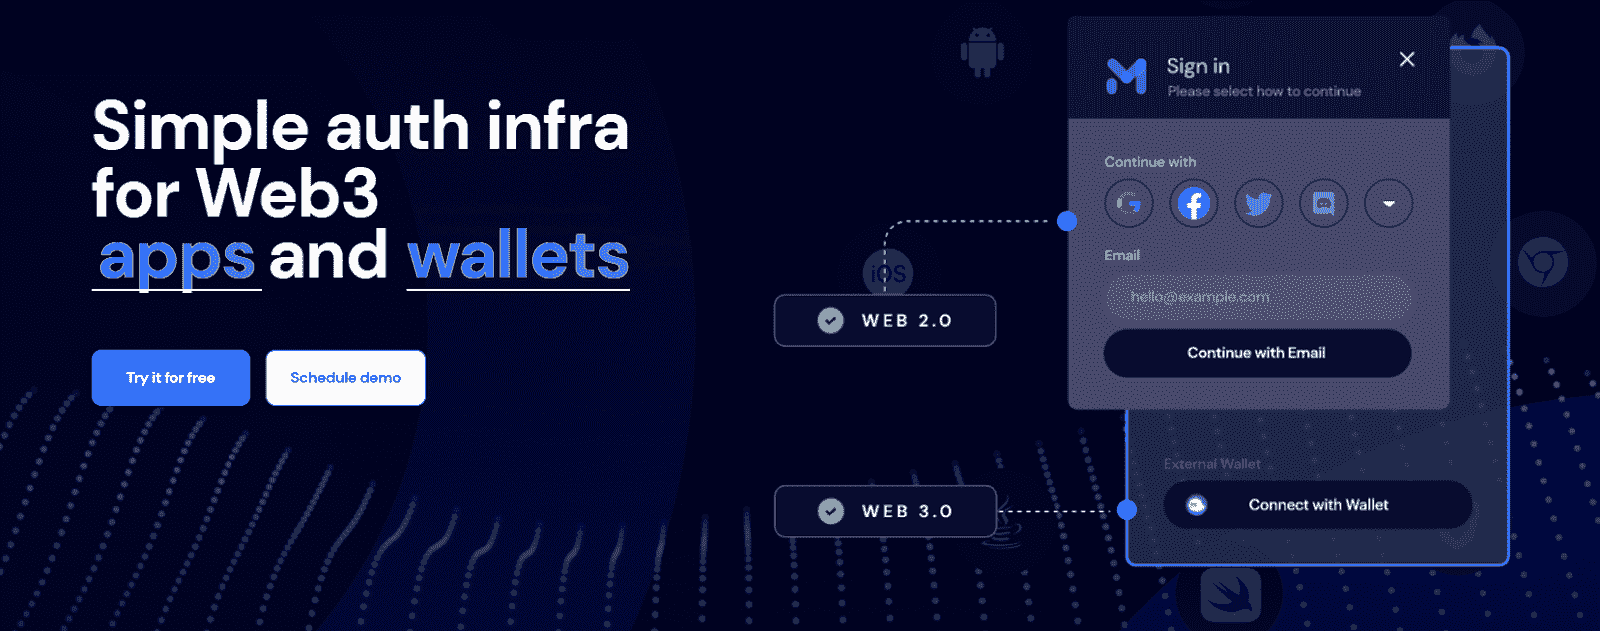 Simple auth infra
for Web3
apps and wallets
Try it for free
Schedule demo
iOS
WEB 2.0
WEB 3.0
Sign in
Please select how to continue
Continue with
Email
hello@example.com
Continue with Email
External Wallet
Connect with Wallet